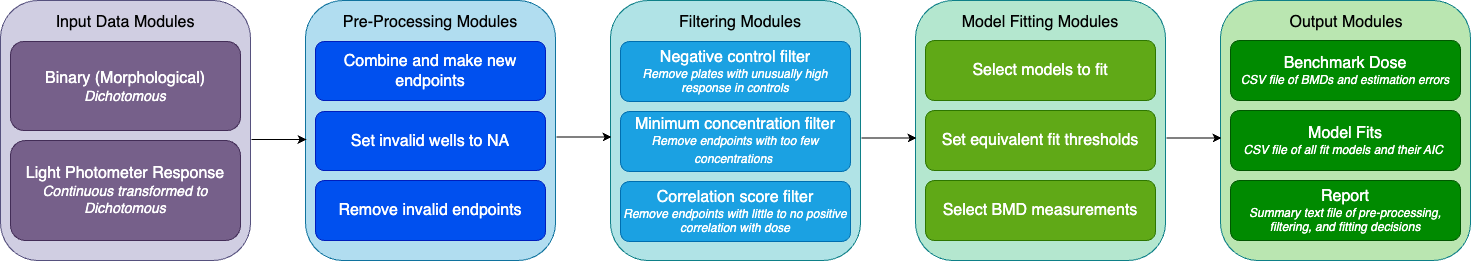 Input Data Modules
Binary (Morphological)
Dichotomous
Light Photometer Response
Continuous transformed to
Dichotomous
Pre-Processing Modules
Combine and make new
endpoints
Set invalid wells to NA
Remove invalid endpoints
Filtering Modules
Negative control filter
Remove plates with unusually high
response in controls
Minimum concentration filter
Remove endpoints with too few
concentrations
Correlation score filter
Remove endpoints with little to no positive
correlation with dose
Model Fitting Modules
Select models to fit
Set equivalent fit thresholds
Select BMD measurements
Output Modules
Benchmark Dose
CSV file of BMDs and estimation errors
Model Fits
CSV file of all fit models and their AIC
Report
Summary text file of pre-processing,
filtering, and fitting decisions